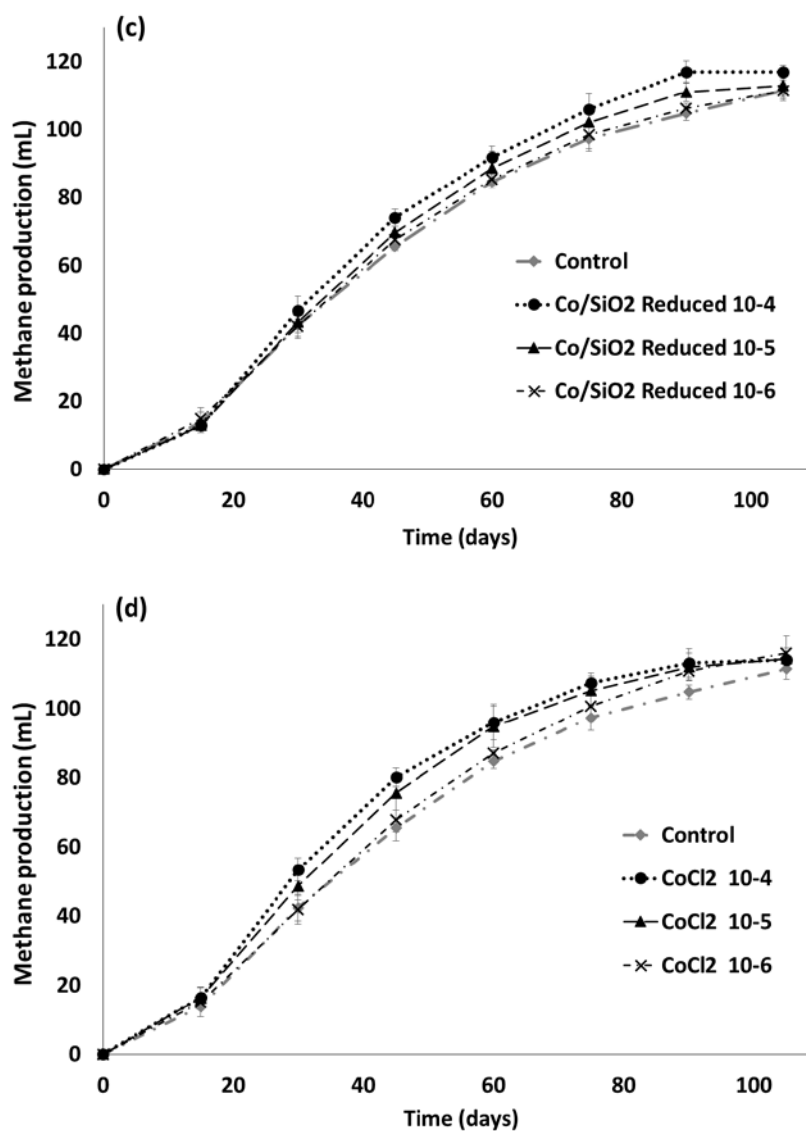 (c)
120
100
80
60
40
20
0
Methane production (mL)
Control
Co/SiO2 Reduced 10-4
Co/SiO2 Reduced 10-5
Co/SiO2 Reduced 10-6
0 20 40 60 80 100
Time (days)
(d)
120
100
80
60
40
20
0
Methane production (mL)
Control
CoCl2 10-4
CoCl2 10-5
CoCl2 10-6
0 20 40 60 80 100
Time (days)